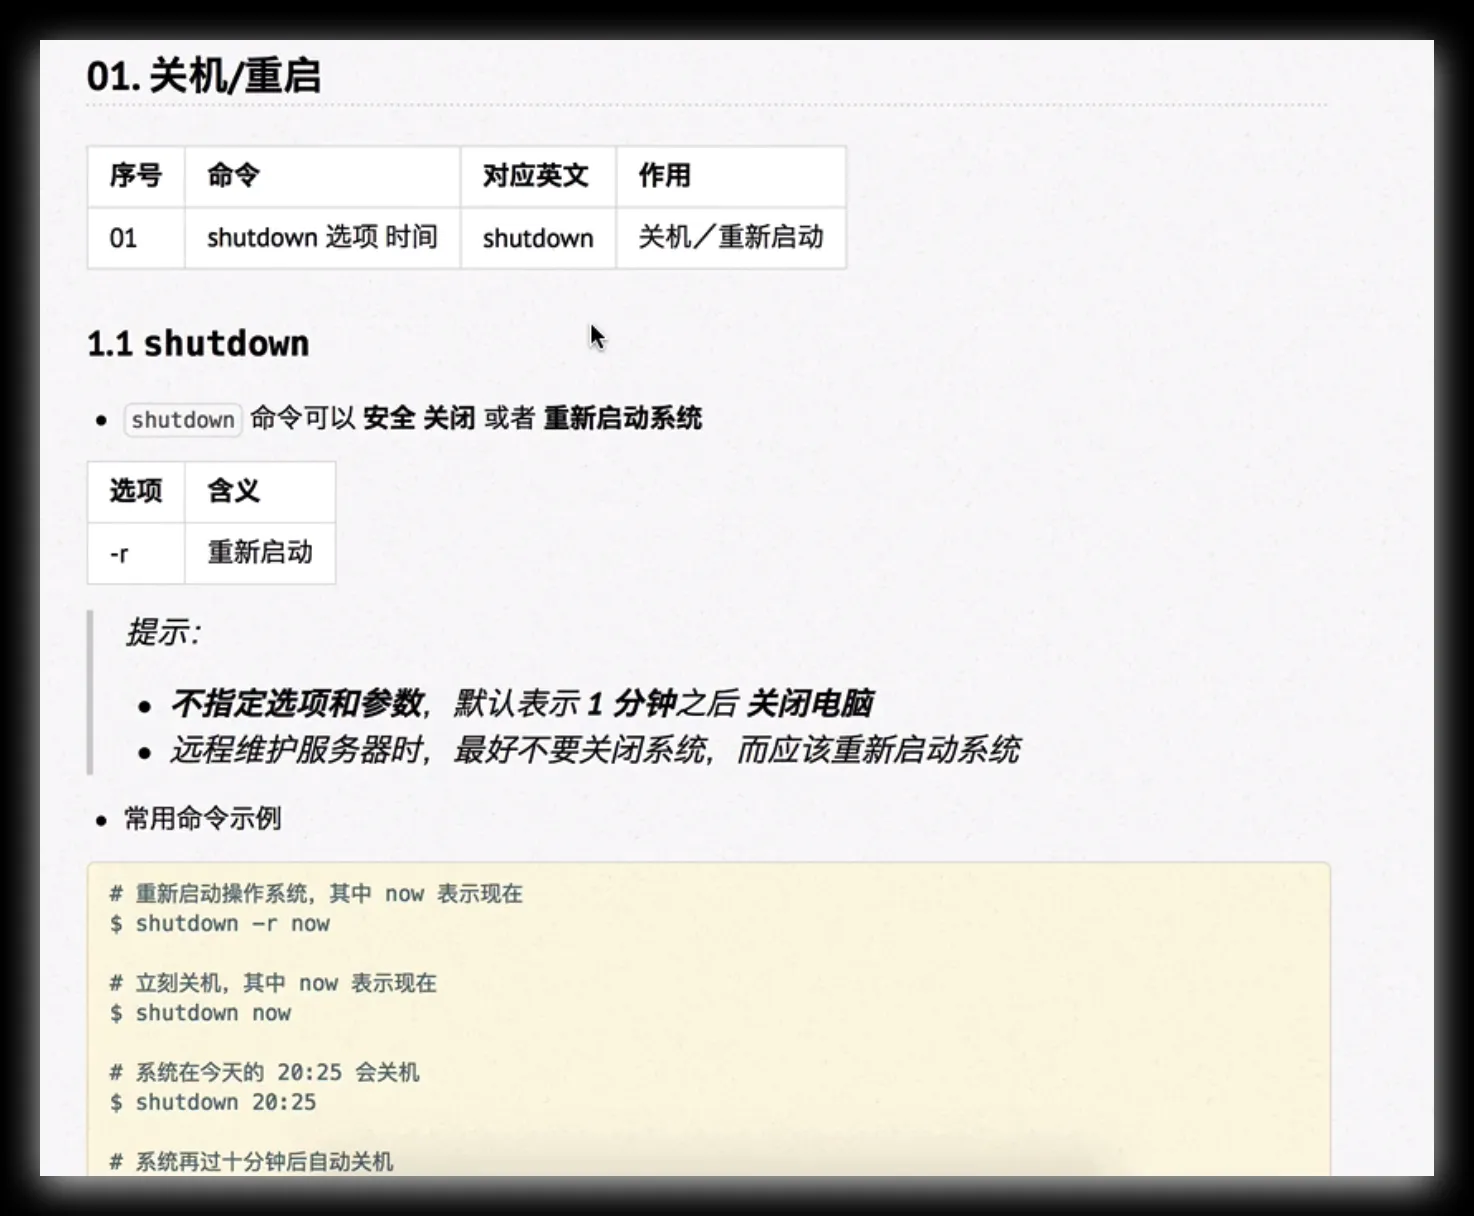 01. 关机/重启
序号 命令 对应英文 作用
01 shutdown 选项 时间 shutdown 关机／重新启动
1.1 shutdown
• shutdown 命令可以 安全 关闭 或者 重新启动系统
选项 含义
-r 重新启动
提示：
• 不指定选项和参数，默认表示 1 分钟之后 关闭电脑
• 远程维护服务器时，最好不要关闭系统，而应该重新启动系统
• 常用命令示例
# 重新启动操作系统，其中 now 表示现在
$ shutdown -r now
# 立刻关机，其中 now 表示现在
$ shutdown now
# 系统在今天的 20:25 会关机
$ shutdown 20:25
# 系统再过十分钟后自动关机